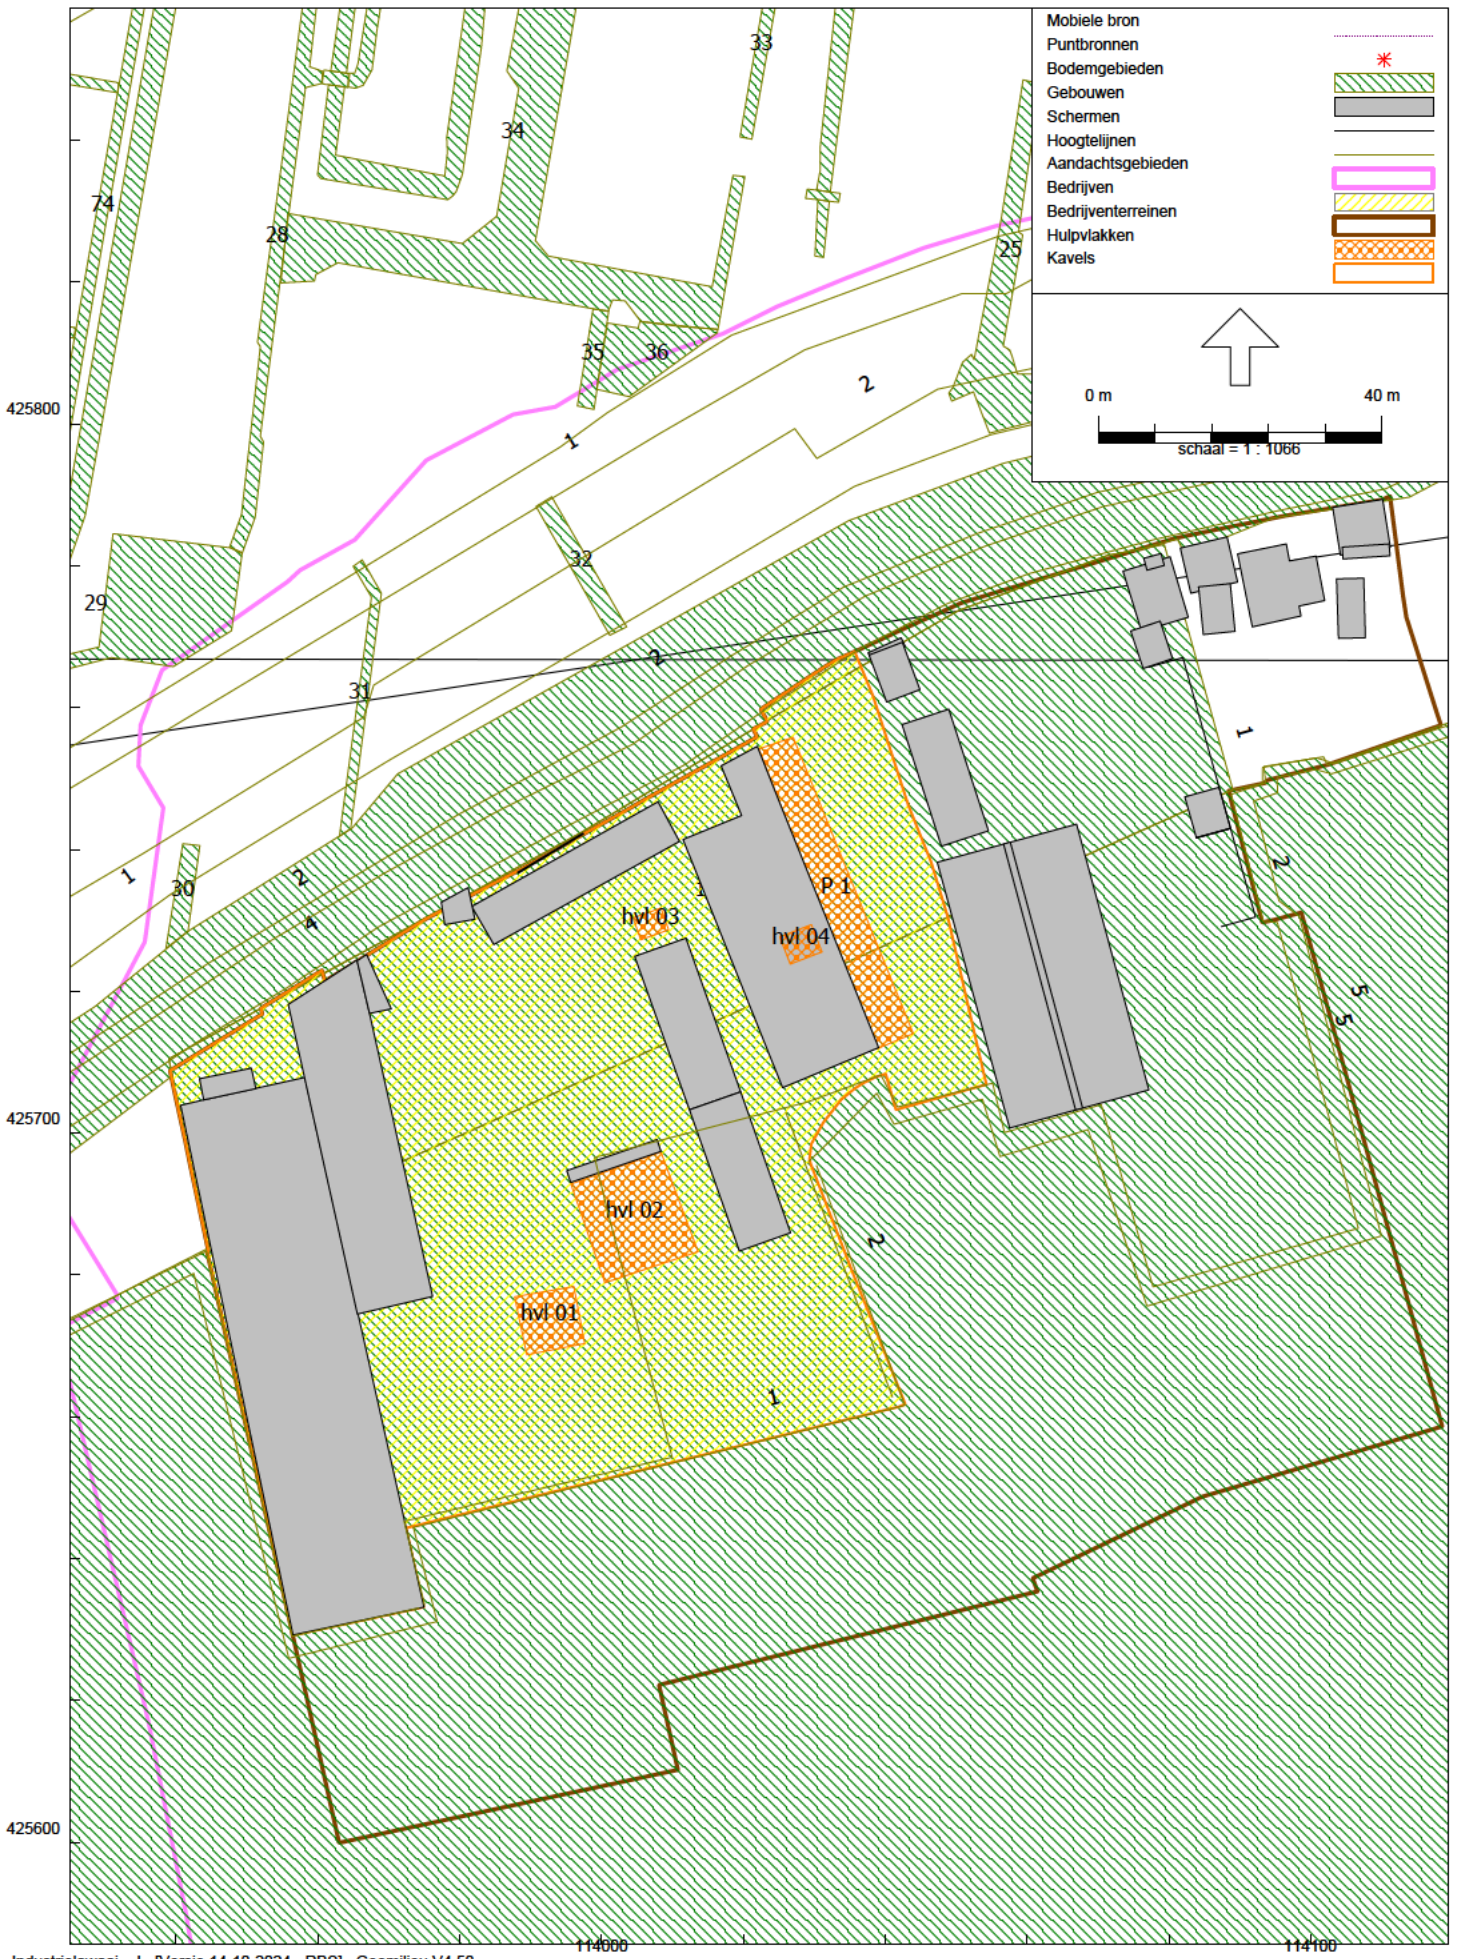 Mobiele bron
Puntbronnen
Bodemgebieden
Gebouwen
Schermen
Hoogtelijnen
Aandachtsgebieden
Bedrijven
Bedrijventerreinen
Hulpvlakken
Kavels
0 m 40 m
schaal = 1 : 1066
33
34
74
28
25
35
36
2
425800
1
32
29
2
31
1
1
P 1
2
1
30
2
4
hvl 03
hvl 04
5
5
425700
hvl 02
2
hvl 01
1
425600
114000
114100